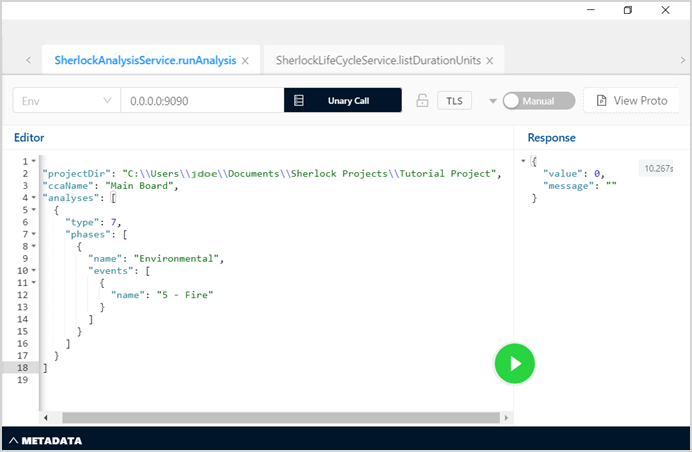 SherlockAnalysisService.runAnalysis
SherlockLifeCycleService.listDurationUnits
Env
0.0.0.0:9090
Unary Call
TLS
Manual
View Proto
Editor
1
2 "projectDir": "C:\\Users\\jdoe\\Documents\\Sherlock Projects\\Tutorial Project",
3 "ccaName": "Main Board",
4 "analyses": [
5 {
6 "type": 7,
7 "phases": [
8 {
9 "name": "Environmental",
10 "events": [
11 {
12 "name": "5 - Fire"
13 }
14 ]
15 }
16 ]
17 }
18 ]
19
Response
{
"value": 0,
"message": ""
}
10.267s
METADATA